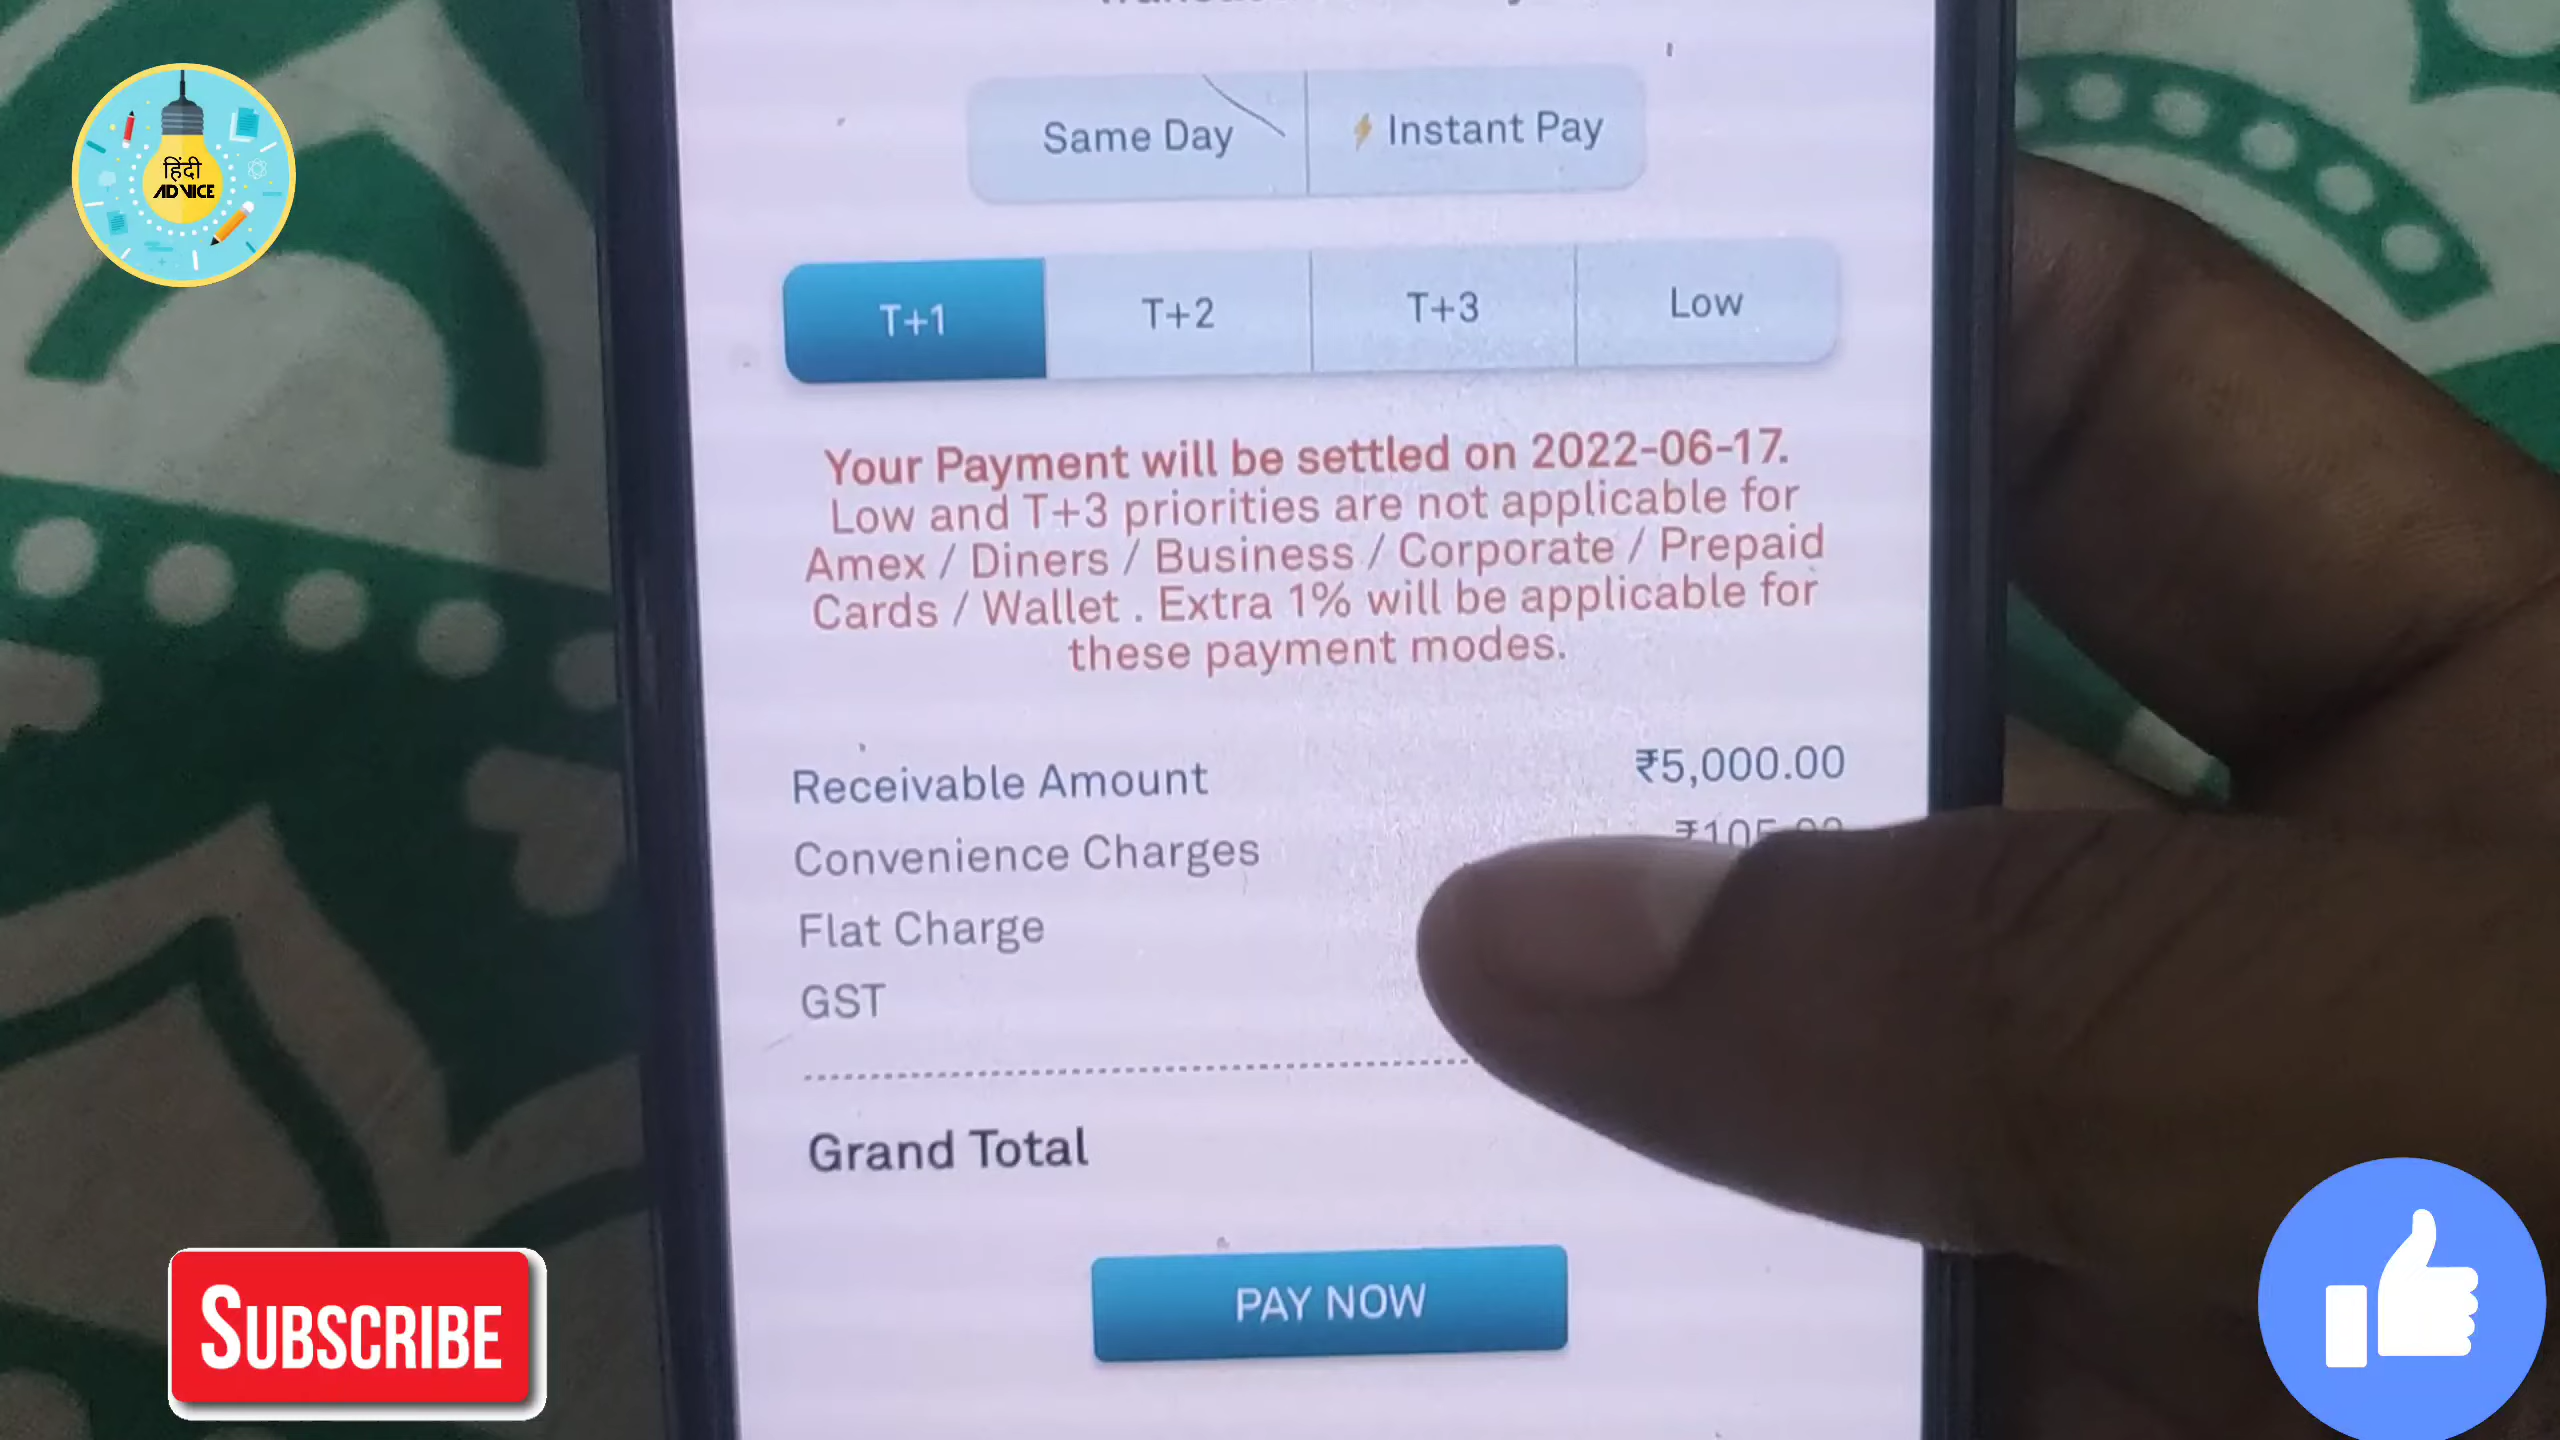 हिंदी
ADVICE
Same Day
Instant Pay
T+1
T+2
T+3
Low
Your Payment will be settled on 2022-06-17.
Low and T+3 priorities are not applicable for
Amex / Diners / Business / Corporate / Prepaid
Cards / Wallet . Extra 1% will be applicable for
these payment modes.
Receivable Amount ₹5,000.00
Convenience Charges ₹105.00
Flat Charge
GST
Grand Total
PAY NOW
SUBSCRIBE